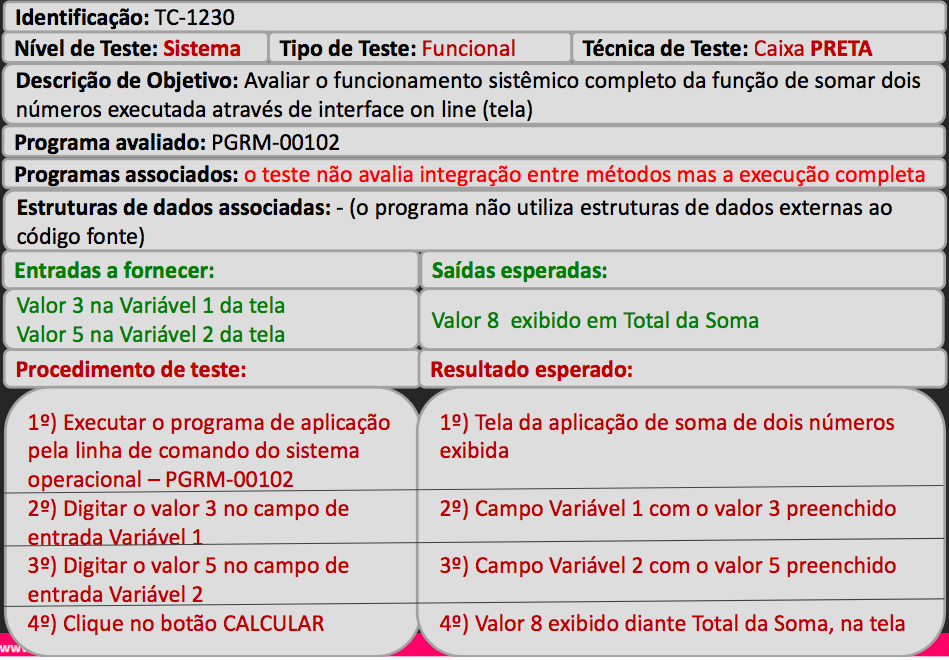 Identificação: TC-1230
Nível de Teste: Sistema
Tipo de Teste: Funcional
Técnica de Teste: Caixa PRETA
Descrição de Objetivo: Avaliar o funcionamento sistêmico completo da função de somar dois
números executada através de interface on line (tela)
Programa avaliado: PGRM-00102
Programas associados: o teste não avalia integração entre métodos mas a execução completa
Estruturas de dados associadas: - (o programa não utiliza estruturas de dados externas ao
código fonte)
Entradas a fornecer:
Saídas esperadas:
Valor 3 na Variável 1 da tela
Valor 5 na Variável 2 da tela
Valor 8 exibido em Total da Soma
Procedimento de teste:
Resultado esperado:
1º) Executar o programa de aplicação
pela linha de comando do sistema
operacional – PGRM-00102
1º) Tela da aplicação de soma de dois números
exibida
2º) Digitar o valor 3 no campo de
entrada Variável 1
2º) Campo Variável 1 com o valor 3 preenchido
3º) Digitar o valor 5 no campo de
entrada Variável 2
3º) Campo Variável 2 com o valor 5 preenchido
4º) Clique no botão CALCULAR
4º) Valor 8 exibido diante Total da Soma, na tela
www.